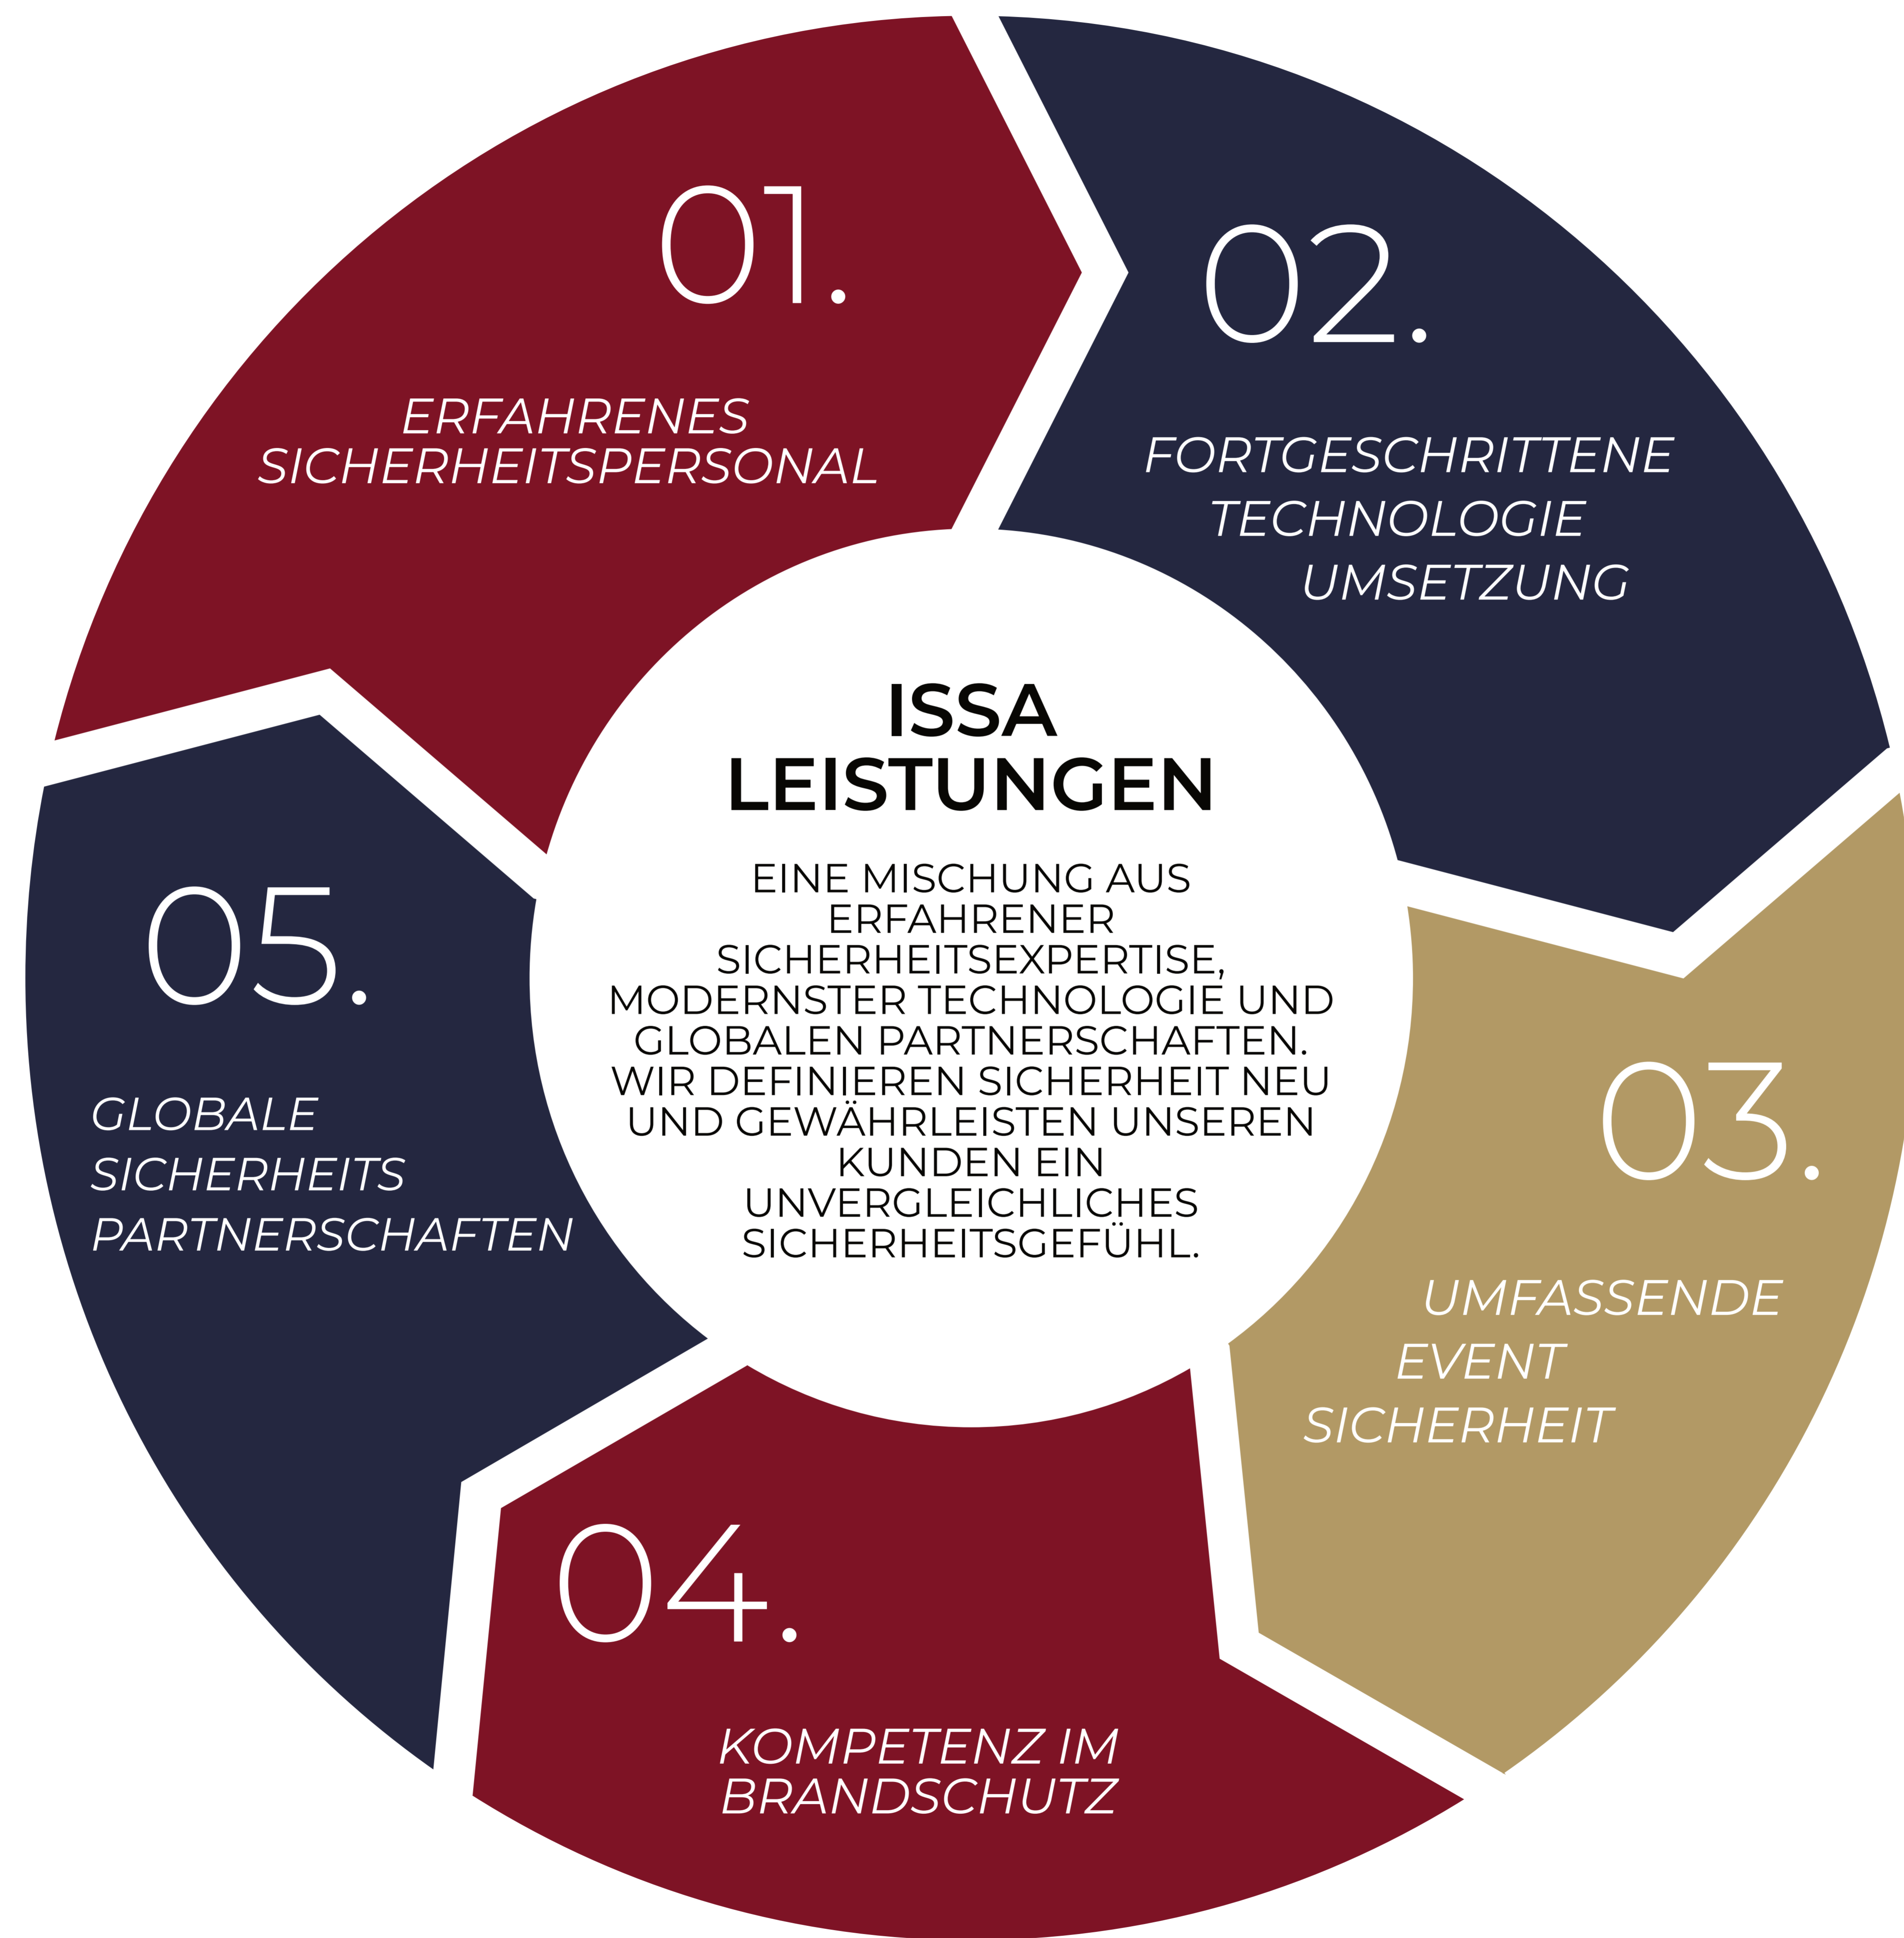 01.
ERFAHRENES
SICHERHEITSPERSONAL
02.
FORTGESCHRITTENE
TECHNOLOGIE
UMSETZUNG
03.
UMFASSENDE
EVENT
SICHERHEIT
04.
KOMPETENZ IM
BRANDSCHUTZ
05.
GLOBALE
SICHERHEITS
PARTNERSCHAFTEN
ISSA
LEISTUNGEN
EINE MISCHUNG AUS
ERFAHRENER
SICHERHEITSEXPERTISE,
MODERNSTER TECHNOLOGIE UND
GLOBALEN PARTNERSCHAFTEN.
WIR DEFINIEREN SICHERHEIT NEU
UND GEWÄHRLEISTEN UNSEREN
KUNDEN EIN
UNVERGLEICHLICHES
SICHERHEITSGEFÜHL.